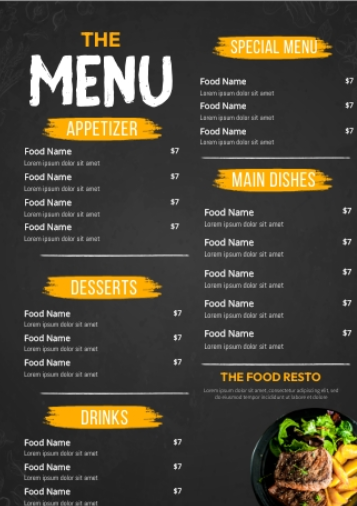 THE
MENU
APPETIZER
Food Name $7
Lorem ipsum dolor sit amet
Food Name $7
Lorem ipsum dolor sit amet
Food Name $7
Lorem ipsum dolor sit amet
Food Name $7
Lorem ipsum dolor sit amet
DESSERTS
Food Name $7
Lorem ipsum dolor sit amet
Food Name $7
Lorem ipsum dolor sit amet
Food Name $7
Lorem ipsum dolor sit amet
DRINKS
Food Name $7
Lorem ipsum dolor sit amet
Food Name $7
Lorem ipsum dolor sit amet
Food Name $7
Lorem ipsum dolor sit amet
SPECIAL MENU
Food Name $7
Lorem ipsum dolor sit amet
Food Name $7
Lorem ipsum dolor sit amet
Food Name $7
Lorem ipsum dolor sit amet
MAIN DISHES
Food Name $7
Lorem ipsum dolor sit amet
Food Name $7
Lorem ipsum dolor sit amet
Food Name $7
Lorem ipsum dolor sit amet
Food Name $7
Lorem ipsum dolor sit amet
Food Name $7
Lorem ipsum dolor sit amet
THE FOOD RESTO
Lorem ipsum dolor sit amet, consectetur adipiscing elit, sed
do eiusmod tempor incididunt ut labore et dolore